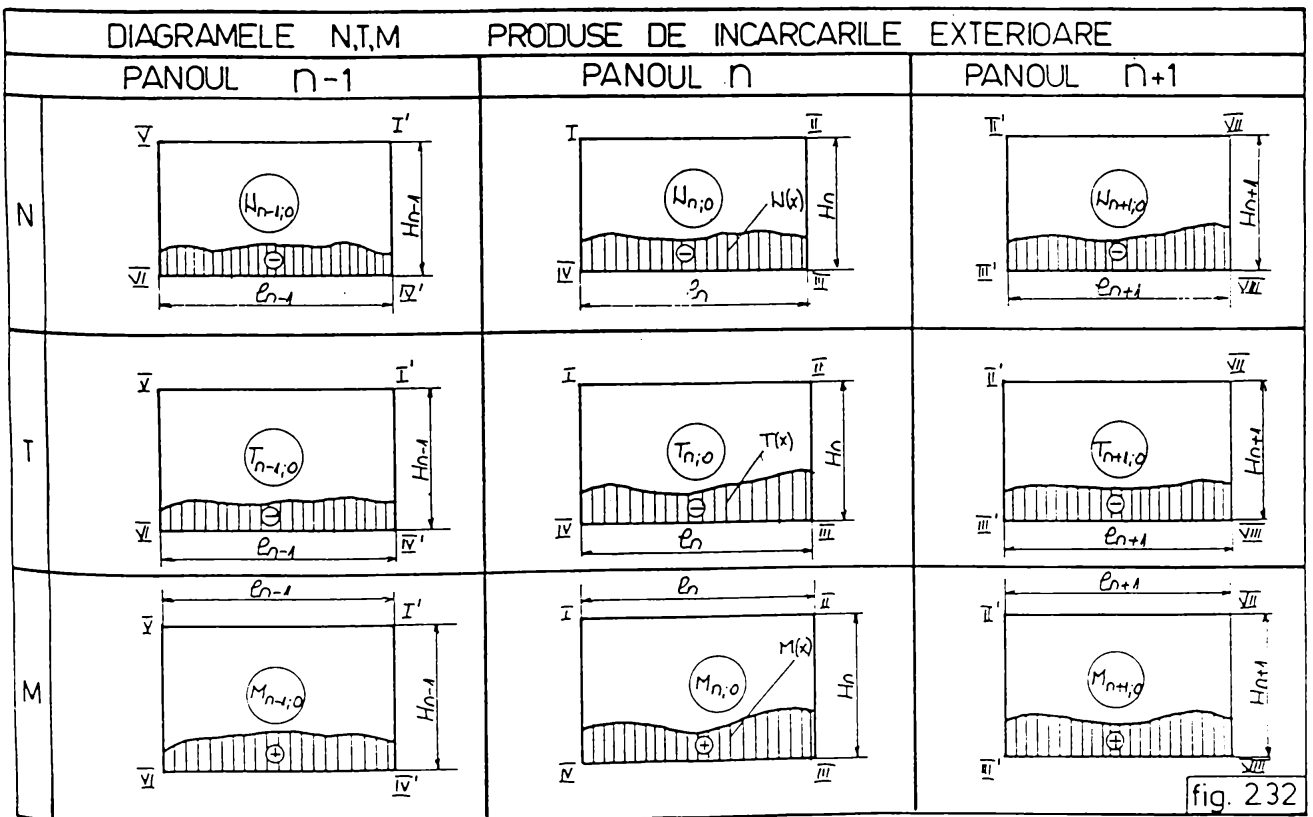 DIAGRAMELE N,T,M PRODUSE DE INCARCARILE EXTERIOARE
PANOUL n-1 PANOUL n PANOUL n+1
N
V I' I II II' VII
Nn-1;0 Hn-1 Nn;0 N(x) Hn Nn+1;0 Hn+1
⊖ ⊖ ⊖
VI IV' IV III III' VIII
ℓn-1 ℓn ℓn+1
T
V I' I II II' VII
Tn-1;0 Hn-1 Tn;0 T(x) Hn Tn+1;0 Hn+1
⊖ ⊖ ⊖
VI IV' IV III III' VIII
ℓn-1 ℓn ℓn+1
M
ℓn-1 ℓn ℓn+1
V I' I II II' VII
Mn-1;0 Hn-1 Mn;0 M(x) Hn Mn+1;0 Hn+1
⊕ ⊕ ⊕
VI IV' IV III III' VIII
fig. 2.32